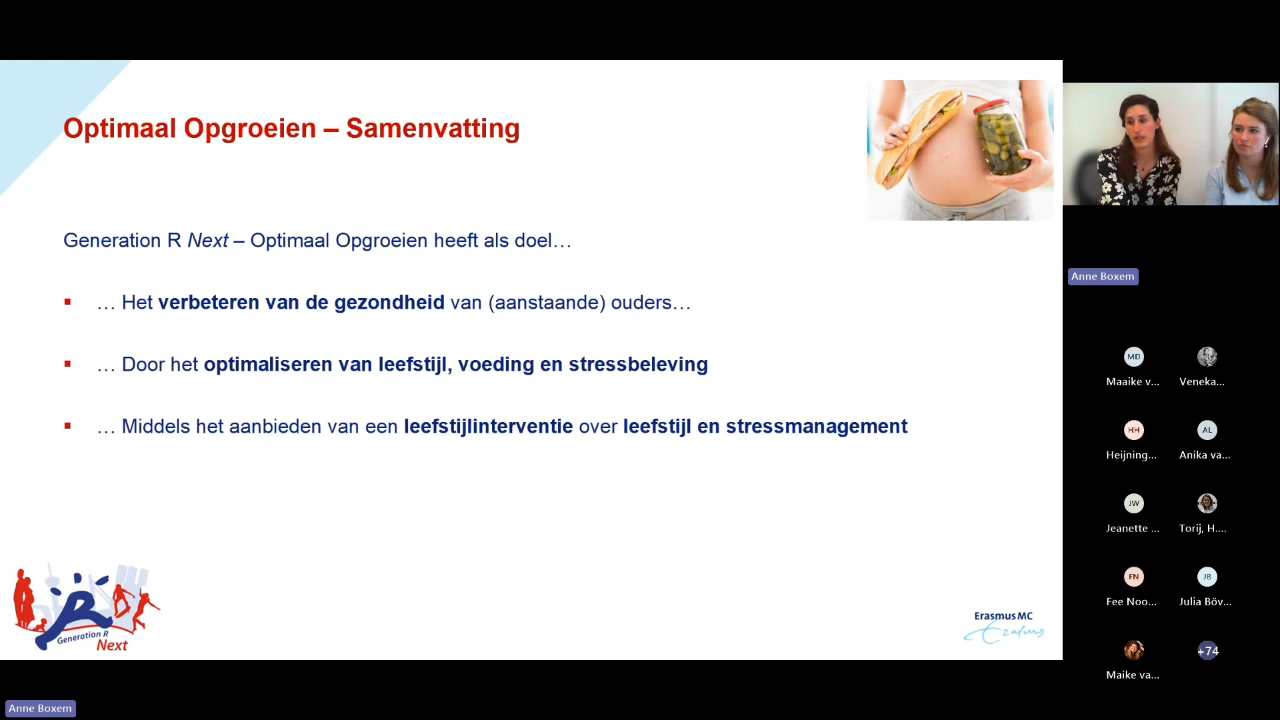 Optimaal Opgroeien – Samenvatting
Generation R Next – Optimaal Opgroeien heeft als doel…
… Het verbeteren van de gezondheid van (aanstaande) ouders…
… Door het optimaliseren van leefstijl, voeding en stressbeleving
… Middels het aanbieden van een leefstijlinterventie over leefstijl en stressmanagement
R
Generation R
Next
Erasmus MC
Erasmus
Anne Boxem
MD
Maaike v...
Veneka...
HH
AL
Heijning...
Anika va...
JW
Jeanette ...
Torij, H....
FN
JB
Fee Noo...
Julia Böv...
+74
Maike va...
Anne Boxem